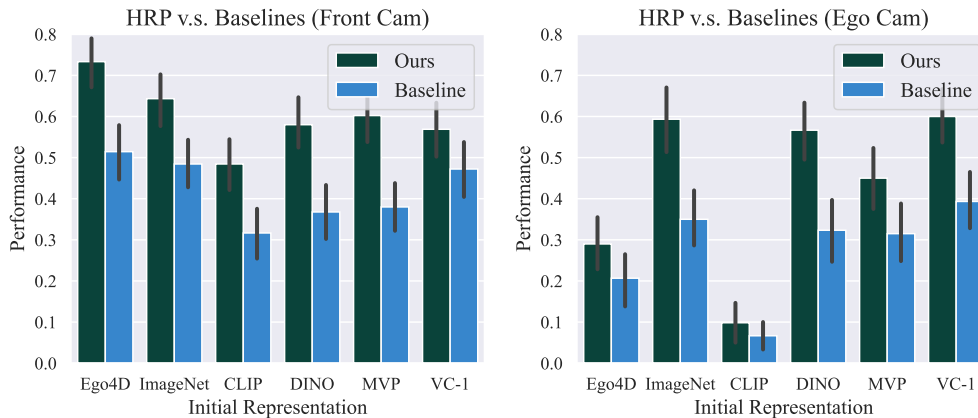 HRP v.s. Baselines (Front Cam)
0.8
0.7
0.6
0.5
0.4
0.3
0.2
0.1
0.0
Performance
Ours
Baseline
Ego4D ImageNet CLIP DINO MVP VC-1
Initial Representation
HRP v.s. Baselines (Ego Cam)
0.8
0.7
0.6
0.5
0.4
0.3
0.2
0.1
0.0
Performance
Ours
Baseline
Ego4D ImageNet CLIP DINO MVP VC-1
Initial Representation